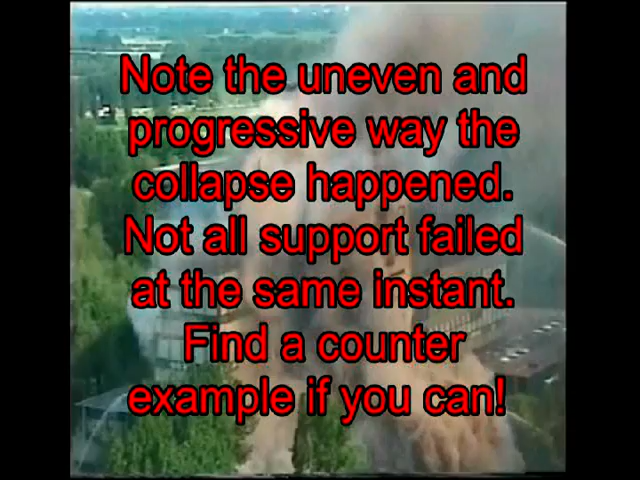 Note the uneven and
progressive way the
collapse happened.
Not all support failed
at the same instant.
Find a counter
example if you can!